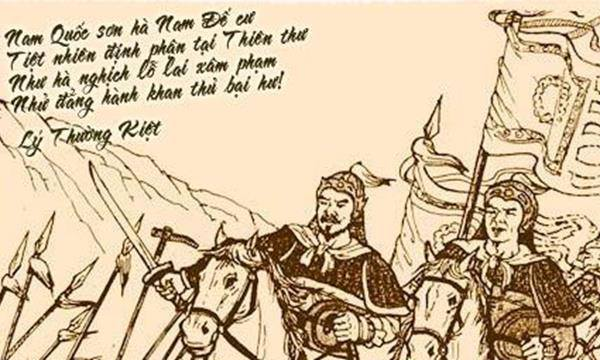 Nam Quốc sơn hà Nam Đế cư
Tiệt nhiên định phân tại Thiên thư
Như hà nghịch lỗ lai xâm phạm
Nhữ đẳng hành khan thủ bại hư!
Lý Thường Kiệt